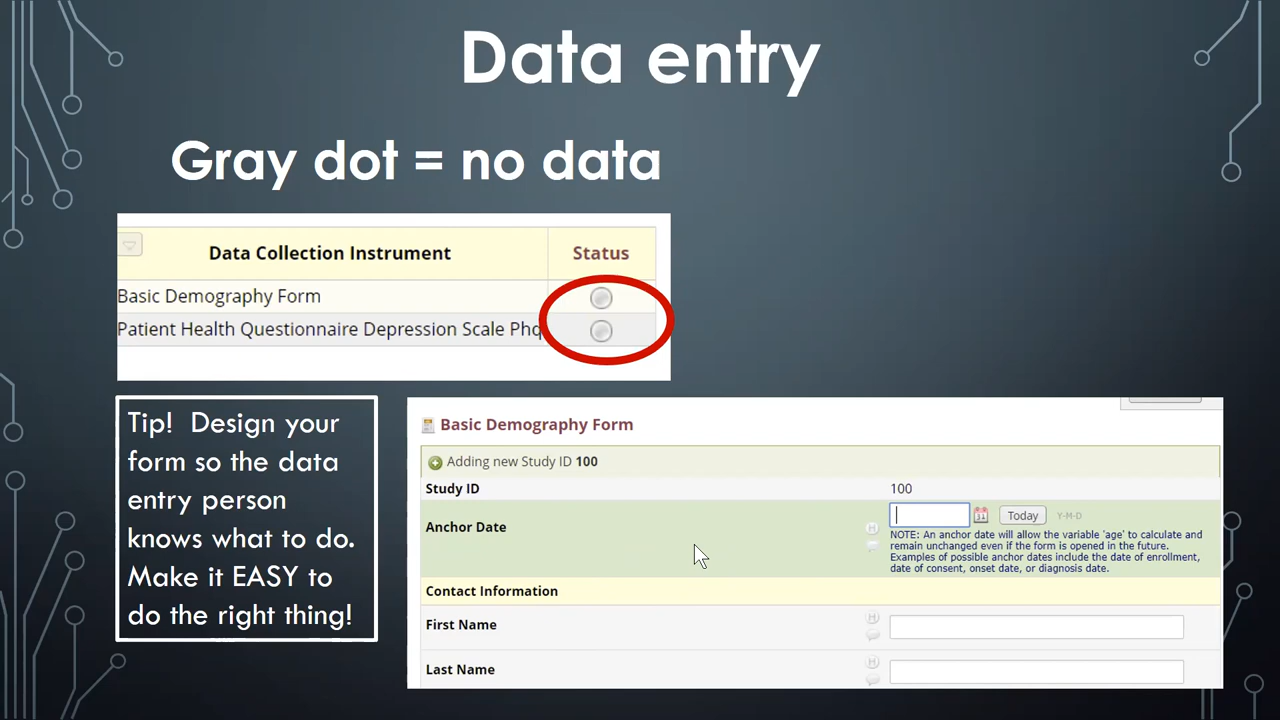 Data entry
Gray dot = no data
Data Collection Instrument Status
Basic Demography Form
Patient Health Questionnaire Depression Scale Phq
Tip! Design your
form so the data
entry person
knows what to do.
Make it EASY to
do the right thing!
Basic Demography Form
Adding new Study ID 100
Study ID 100
Anchor Date
31 Today Y-M-D
NOTE: An anchor date will allow the variable 'age' to calculate and
remain unchanged even if the form is opened in the future.
Examples of possible anchor dates include the date of enrollment,
date of consent, onset date, or diagnosis date.
Contact Information
First Name
H
Last Name
H